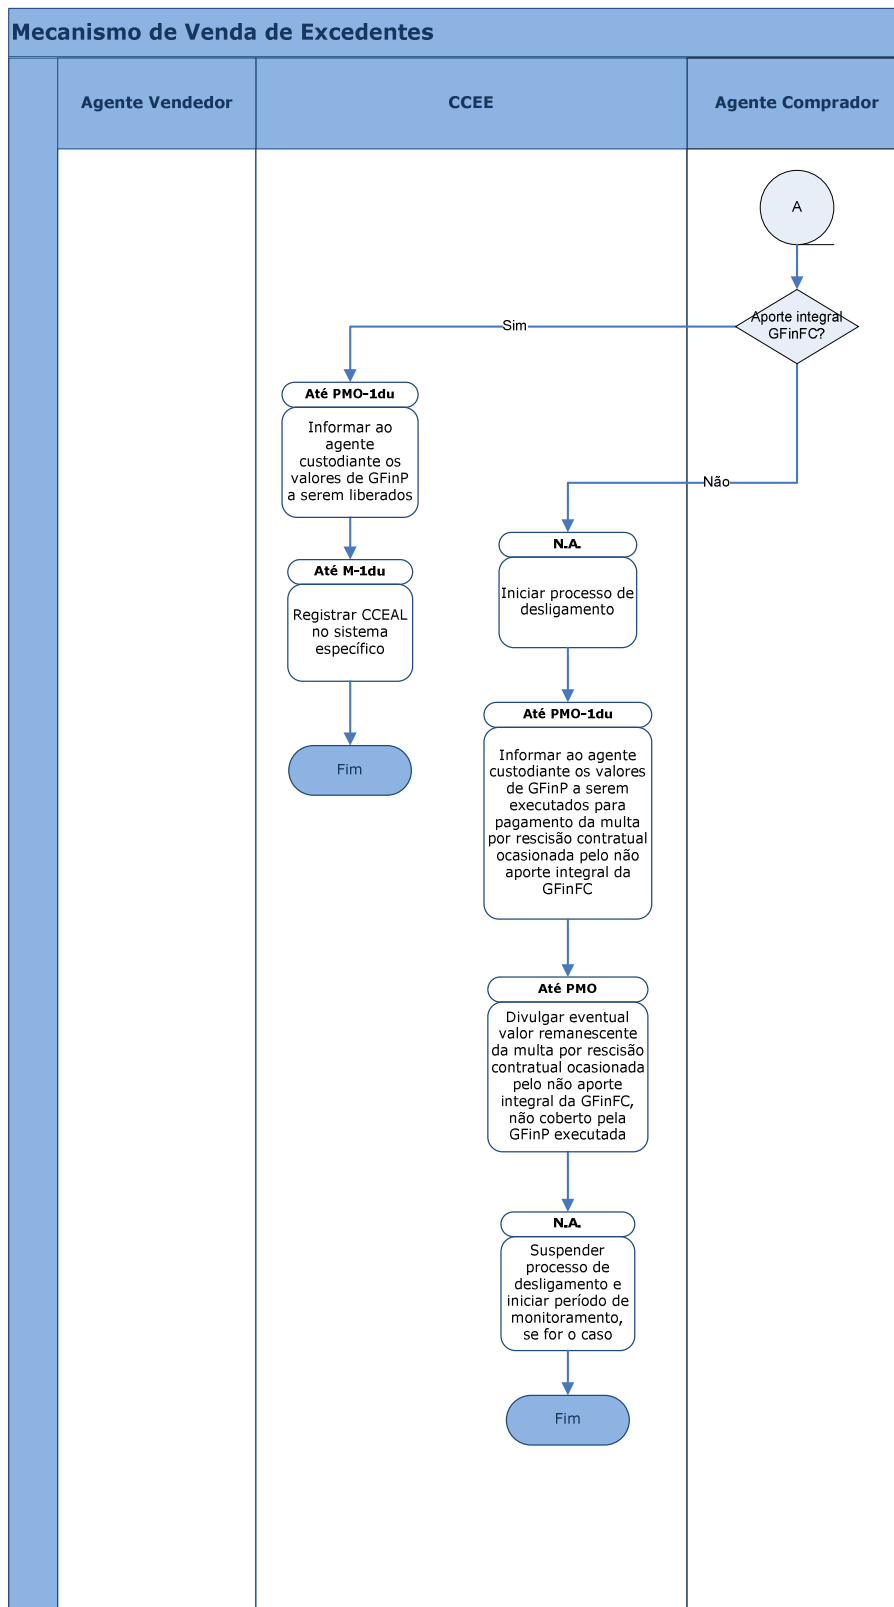 Mecanismo de Venda de Excedentes
Agente Vendedor
CCEE
Agente Comprador
A
Aporte integral
GFinFC?
Sim
Até PMO-1du
Informar ao
agente
custodiante os
valores de GFinP
a serem liberados
Até M-1du
Registrar CCEAL
no sistema
específico
Fim
Não
N.A.
Iniciar processo de
desligamento
Até PMO-1du
Informar ao agente
custodiante os valores
de GFinP a serem
executados para
pagamento da multa
por rescisão contratual
ocasionada pelo não
aporte integral da
GFinFC
Até PMO
Divulgar eventual
valor remanescente
da multa por rescisão
contratual ocasionada
pelo não aporte
integral da GFinFC,
não coberto pela
GFinP executada
N.A.
Suspender
processo de
desligamento e
iniciar período de
monitoramento,
se for o caso
Fim